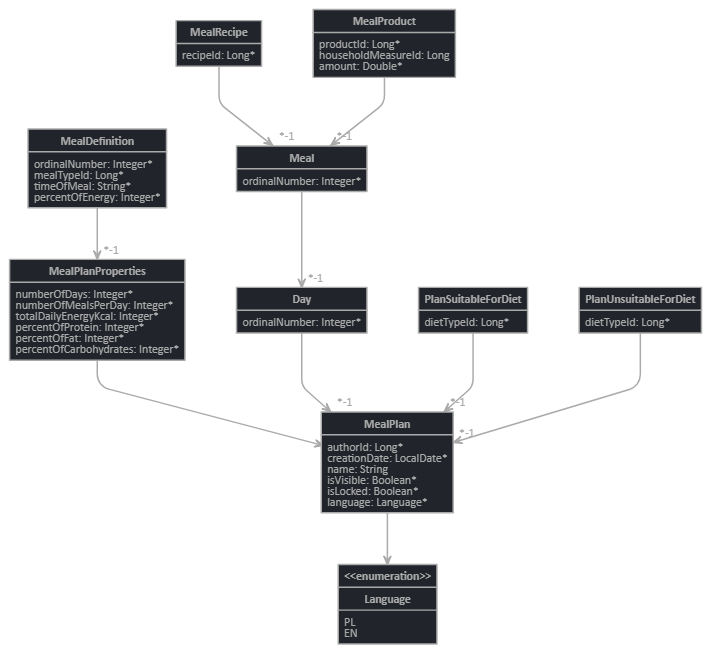 MealProduct
productId: Long*
householdMeasureId: Long
amount: Double*
MealRecipe
recipeId: Long*
*-1
*-1
MealDefinition
ordinalNumber: Integer*
mealTypeId: Long*
timeOfMeal: String*
percentOfEnergy: Integer*
Meal
ordinalNumber: Integer*
*-1
*-1
MealPlanProperties
numberOfDays: Integer*
numberOfMealsPerDay: Integer*
totalDailyEnergyKcal: Integer*
percentOfProtein: Integer*
percentOfFat: Integer*
percentOfCarbohydrates: Integer*
Day
ordinalNumber: Integer*
PlanSuitableForDiet
dietTypeId: Long*
PlanUnsuitableForDiet
dietTypeId: Long*
*-1
*-1
*-1
MealPlan
authorId: Long*
creationDate: LocalDate*
name: String
isVisible: Boolean*
isLocked: Boolean*
language: Language*
<<enumeration>>
Language
PL
EN